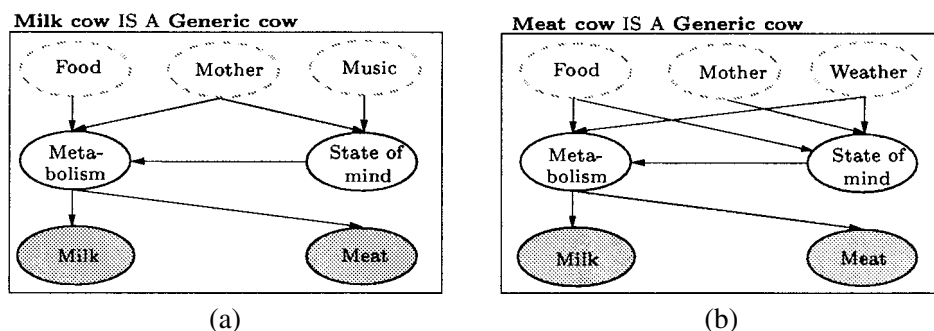 Milk cow IS A Generic cow
Food
Mother
Music
Meta-
bolism
State of
mind
Milk
Meat
(a)
Meat cow IS A Generic cow
Food
Mother
Weather
Meta-
bolism
State of
mind
Milk
Meat
(b)